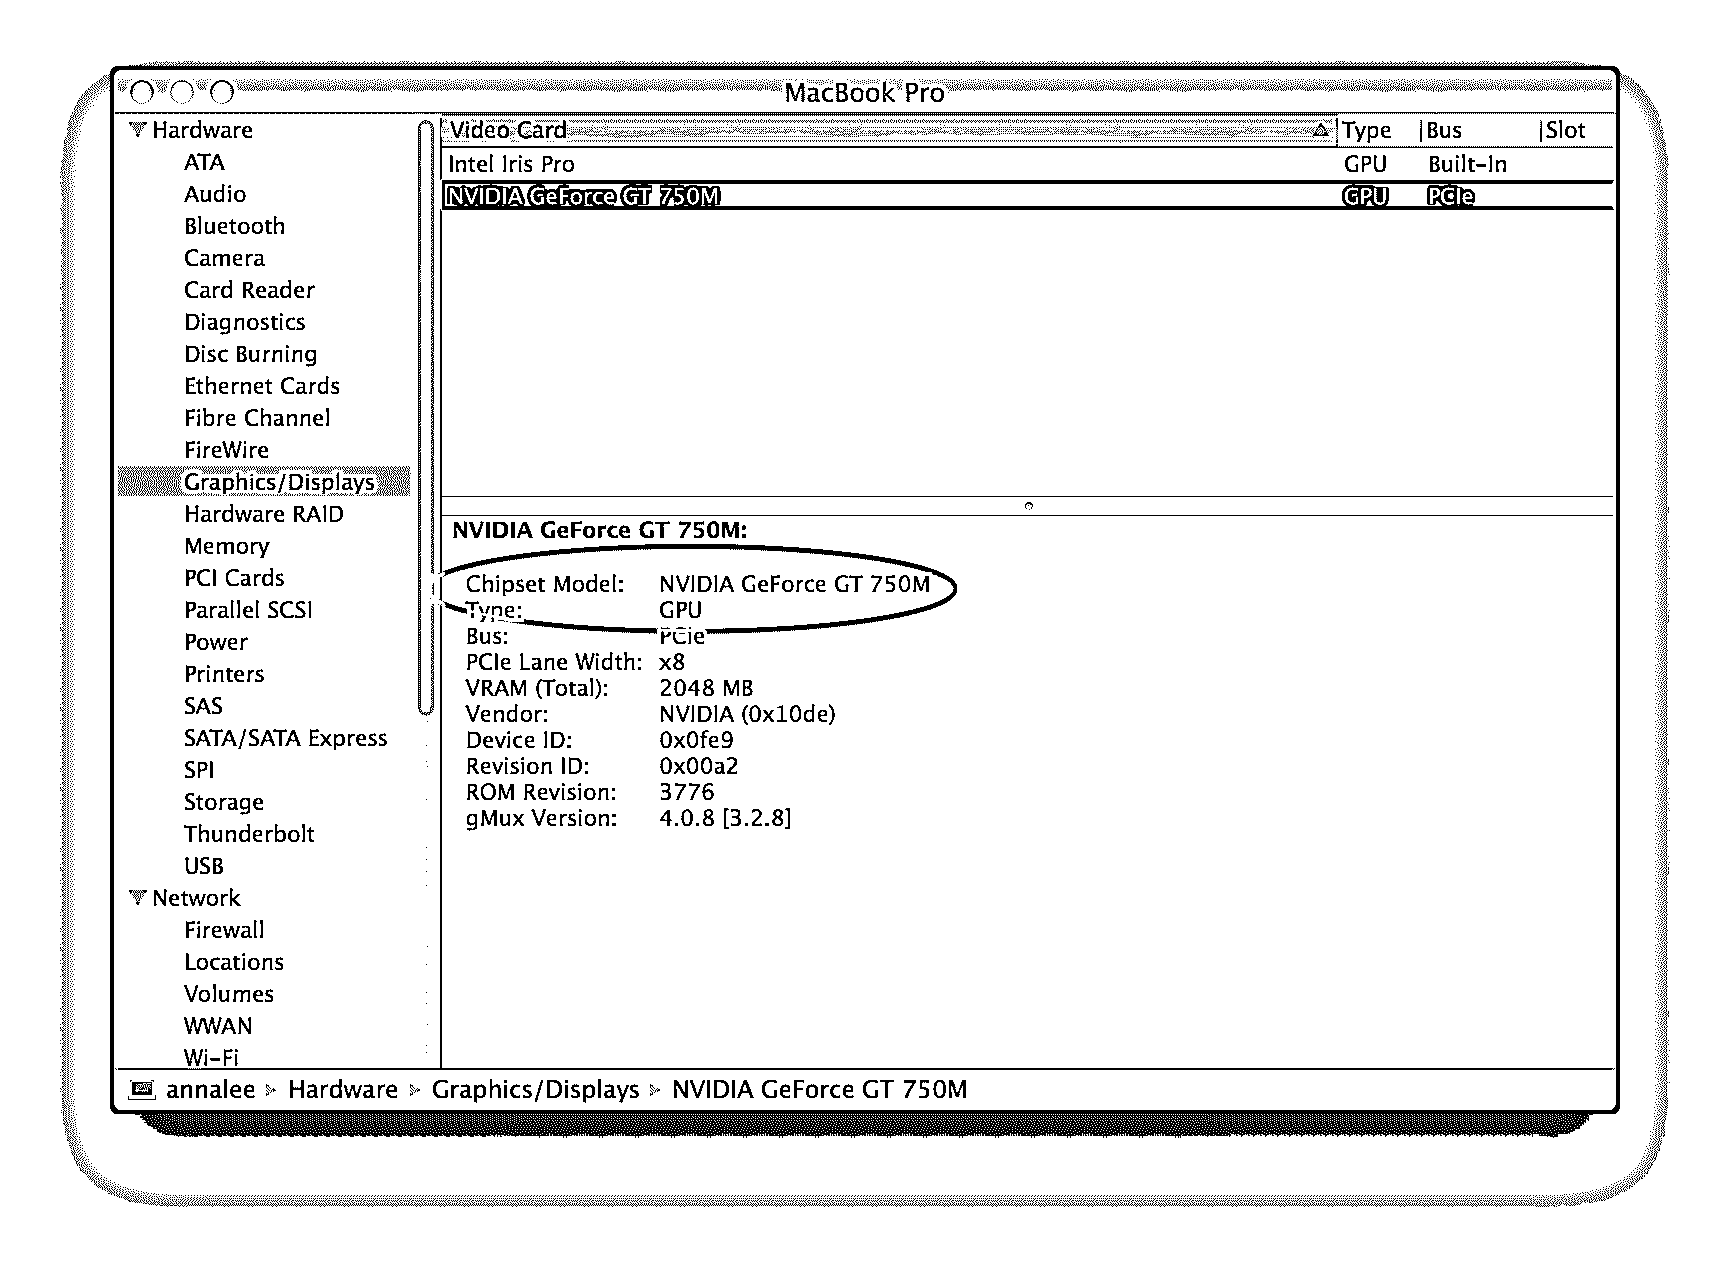 MacBook Pro
Hardware
ATA
Audio
Bluetooth
Camera
Card Reader
Diagnostics
Disc Burning
Ethernet Cards
Fibre Channel
FireWire
Graphics/Displays
Hardware RAID
Memory
PCI Cards
Parallel SCSI
Power
Printers
SAS
SATA/SATA Express
SPI
Storage
Thunderbolt
USB
Network
Firewall
Locations
Volumes
WWAN
Wi-Fi
Video Card Type Bus Slot
Intel Iris Pro GPU Built-In
NVIDIA GeForce GT 750M GPU PCIe
NVIDIA GeForce GT 750M:
Chipset Model: NVIDIA GeForce GT 750M
Type: GPU
Bus: PCIe
PCIe Lane Width: x8
VRAM (Total): 2048 MB
Vendor: NVIDIA (0x10de)
Device ID: 0x0fe9
Revision ID: 0x00a2
ROM Revision: 3776
gMux Version: 4.0.8 [3.2.8]
annalee Hardware Graphics/Displays NVIDIA GeForce GT 750M